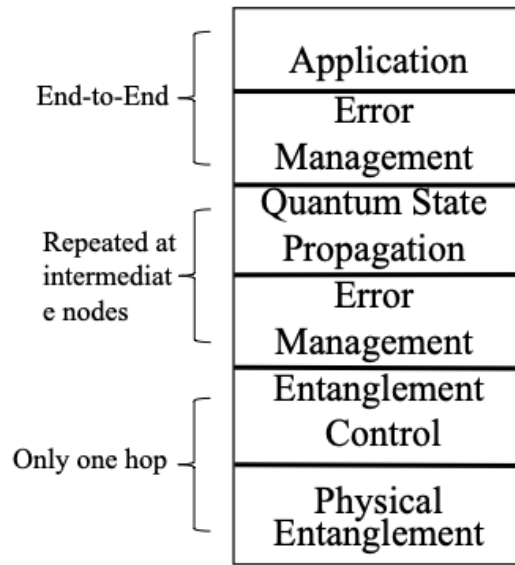 Application
End-to-End
Error
Management
Quantum State
Propagation
Repeated at
intermediat
e nodes
Error
Management
Entanglement
Control
Only one hop
Physical
Entanglement